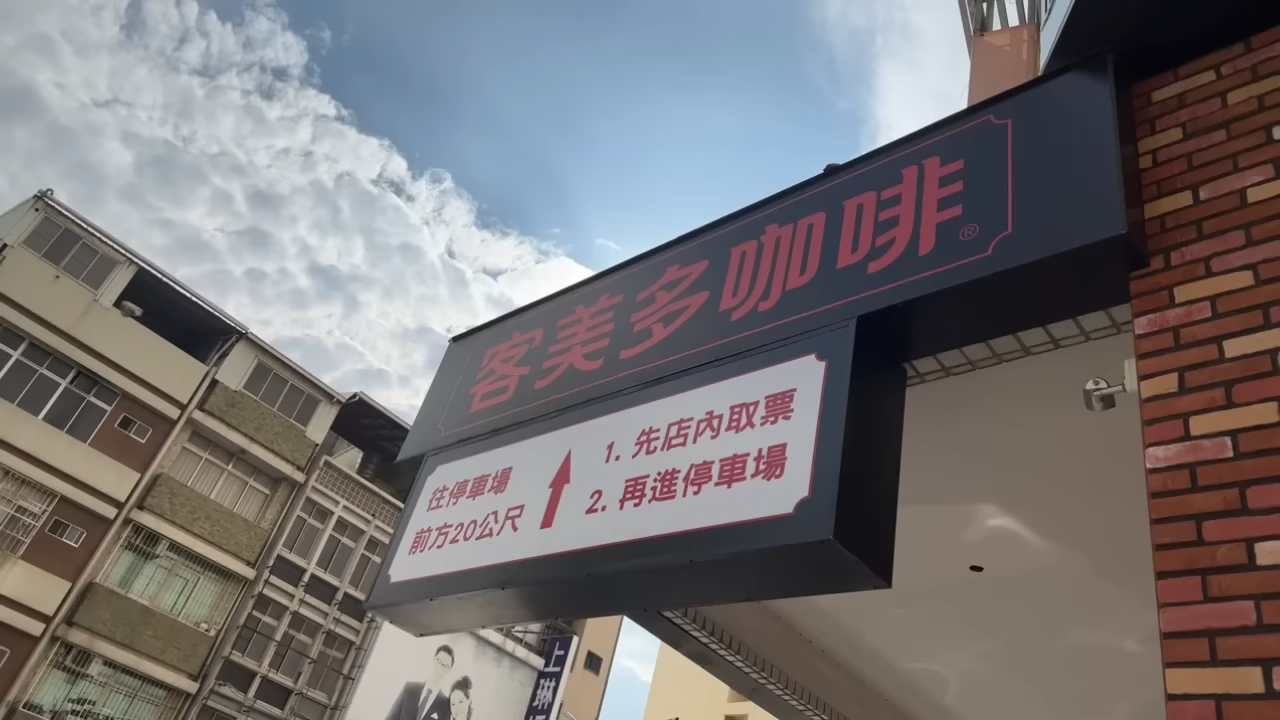 客美多咖啡®
往停車場
前方20公尺
1. 先店內取票
2. 再進停車場
上琳